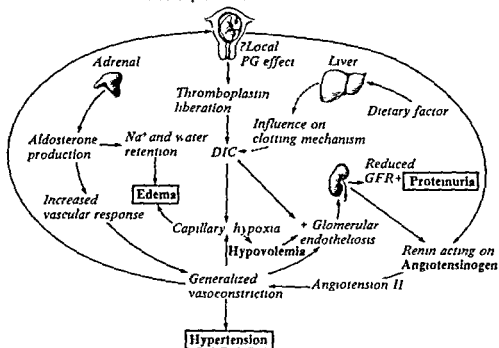 ?Local
PG effect
Adrenal
Liver
Thromboplastin
liberation
Dietary factor
Influence on
clotting mechanism
Aldosterone
production
Na⁺ and water
retention
DIC
Reduced
GFR+ Proteinuria
Edema
Increased
vascular response
Capillary hypoxia
+ Glomerular
endotheliosis
Hypovolemia
Renin acting on
Angiotensinogen
Generalized
vasoconstriction
Angiotension II
Hypertension